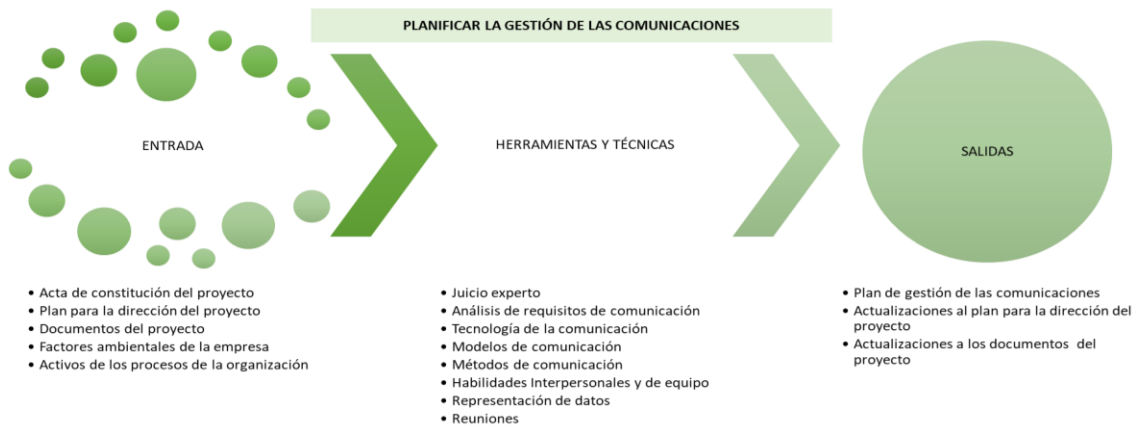 PLANIFICAR LA GESTIÓN DE LAS COMUNICACIONES
ENTRADA
• Acta de constitución del proyecto
• Plan para la dirección del proyecto
• Documentos del proyecto
• Factores ambientales de la empresa
• Activos de los procesos de la organización
HERRAMIENTAS Y TÉCNICAS
• Juicio experto
• Análisis de requisitos de comunicación
• Tecnología de la comunicación
• Modelos de comunicación
• Métodos de comunicación
• Habilidades Interpersonales y de equipo
• Representación de datos
• Reuniones
SALIDAS
• Plan de gestión de las comunicaciones
• Actualizaciones al plan para la dirección del
proyecto
• Actualizaciones a los documentos del
proyecto